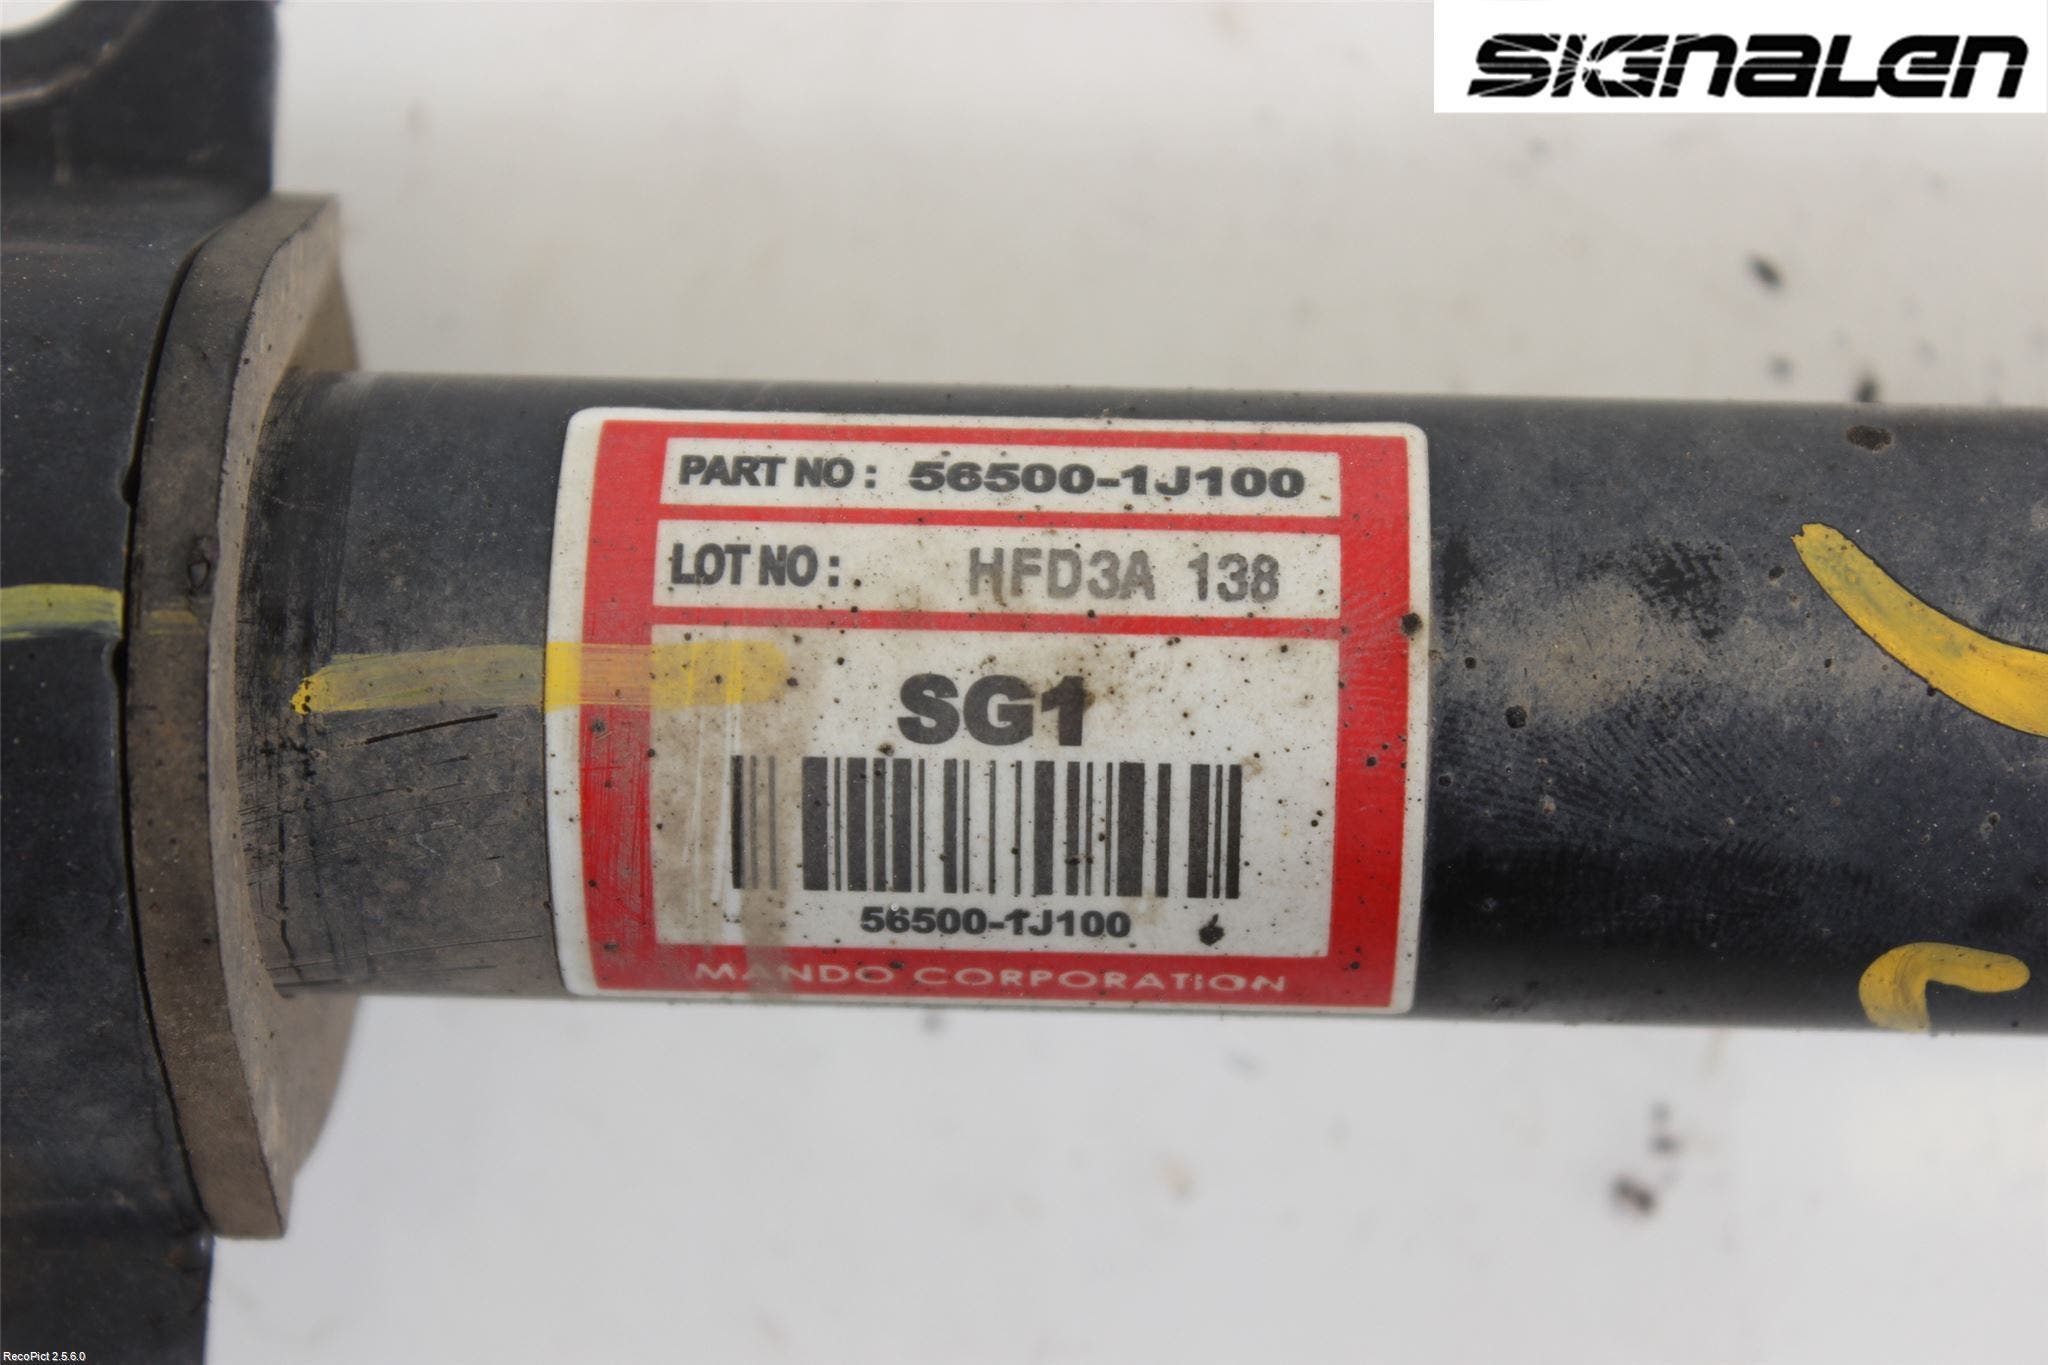 SIGNALEN
PART NO : 56500-1J100
LOT NO : HFD3A 138
SG1
56500-1J100
MANDO CORPORATION
RecoPict 2.5.6.0